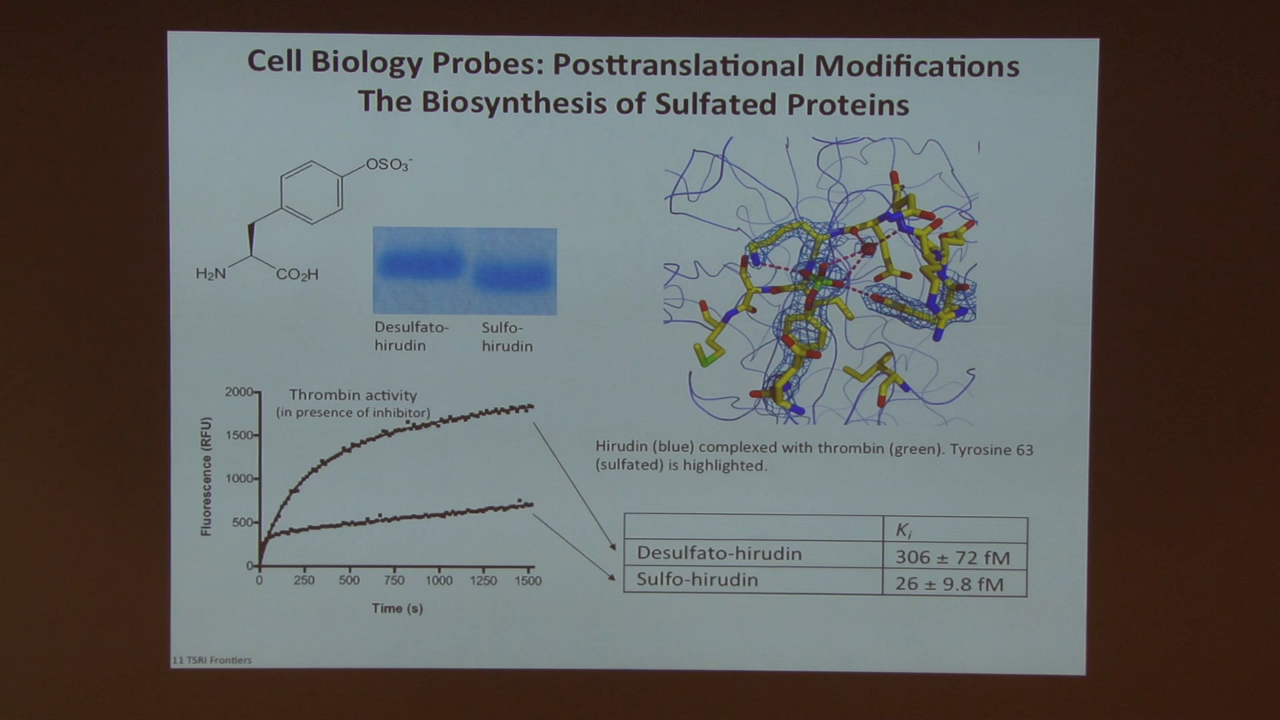 Cell Biology Probes: Posttranslational Modifications
The Biosynthesis of Sulfated Proteins
OSO₃⁻
H₂N
CO₂H
Desulfato-
hirudin
Sulfo-
hirudin
Thrombin activity
(in presence of inhibitor)
Fluorescence (RFU)
2000
1500
1000
500
0
0
250
500
750
1000
1250
1500
Time (s)
Hirudin (blue) complexed with thrombin (green). Tyrosine 63
(sulfated) is highlighted.
Kᵢ
Desulfato-hirudin 306 ± 72 fM
Sulfo-hirudin 26 ± 9.8 fM
11 TSRI Frontiers